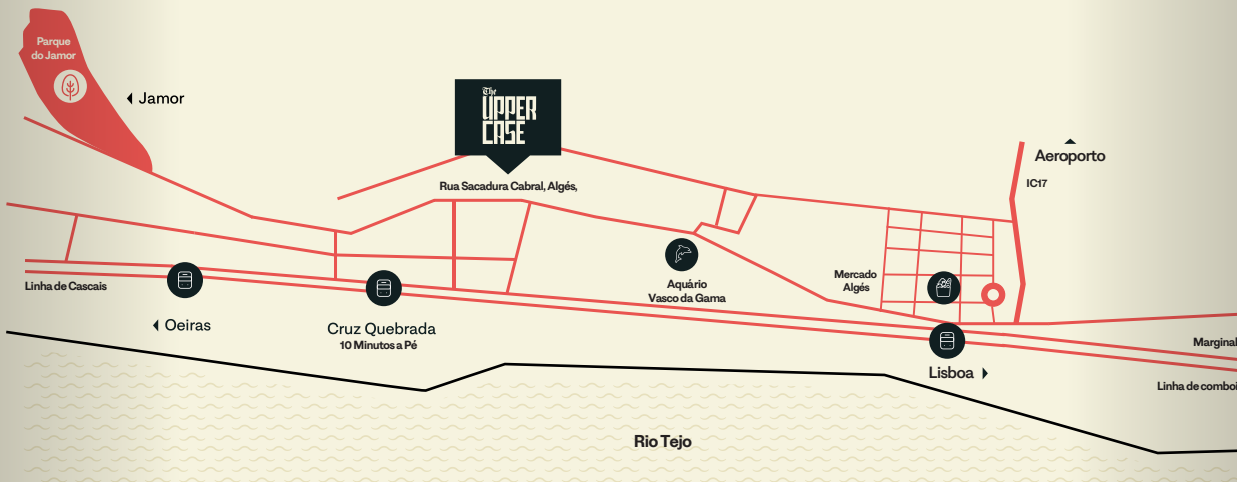 Parque
do Jamor
Jamor
The
UPPER
CASE
Rua Sacadura Cabral, Algés,
Aeroporto
IC17
Linha de Cascais
Oeiras
Cruz Quebrada
10 Minutos a Pé
Aquário
Vasco da Gama
Mercado
Algés
Lisboa
Marginal
Linha de comboi
Rio Tejo